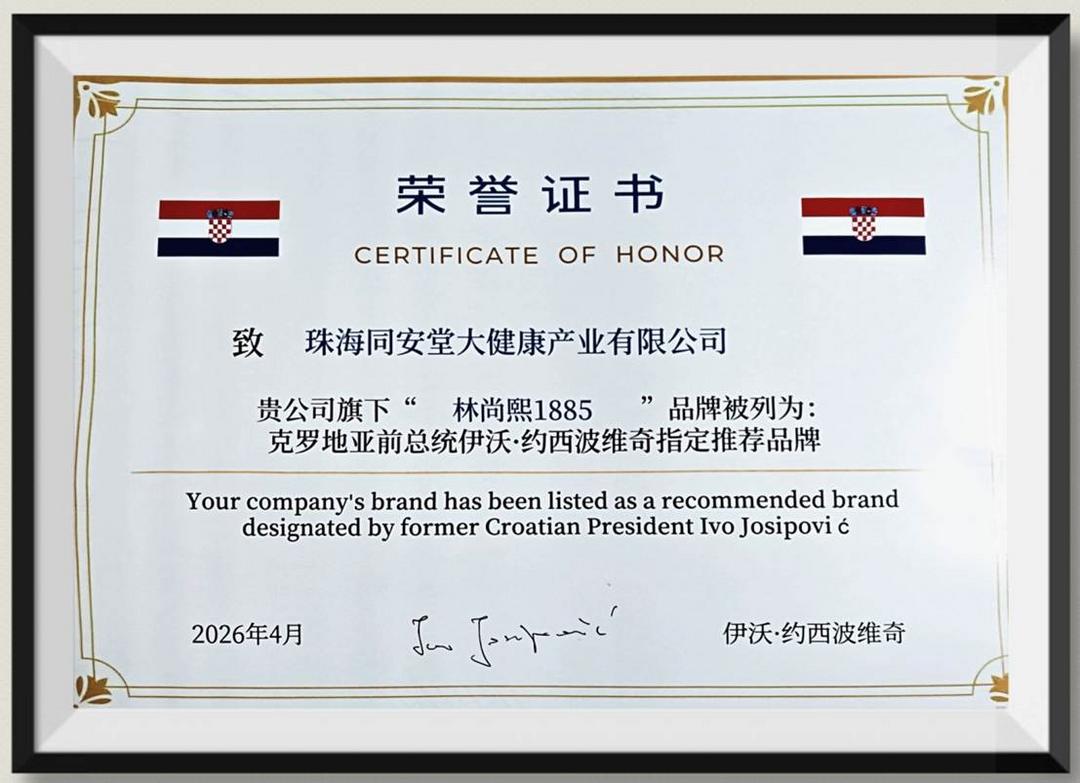 荣誉证书
CERTIFICATE OF HONOR
致 珠海同安堂大健康产业有限公司
贵公司旗下“ 林尚熙1885 ”品牌被列为：
克罗地亚前总统伊沃·约西波维奇指定推荐品牌
Your company's brand has been listed as a recommended brand
designated by former Croatian President Ivo Josipovi ć
2026年4月 Ivo Josipović 伊沃·约西波维奇